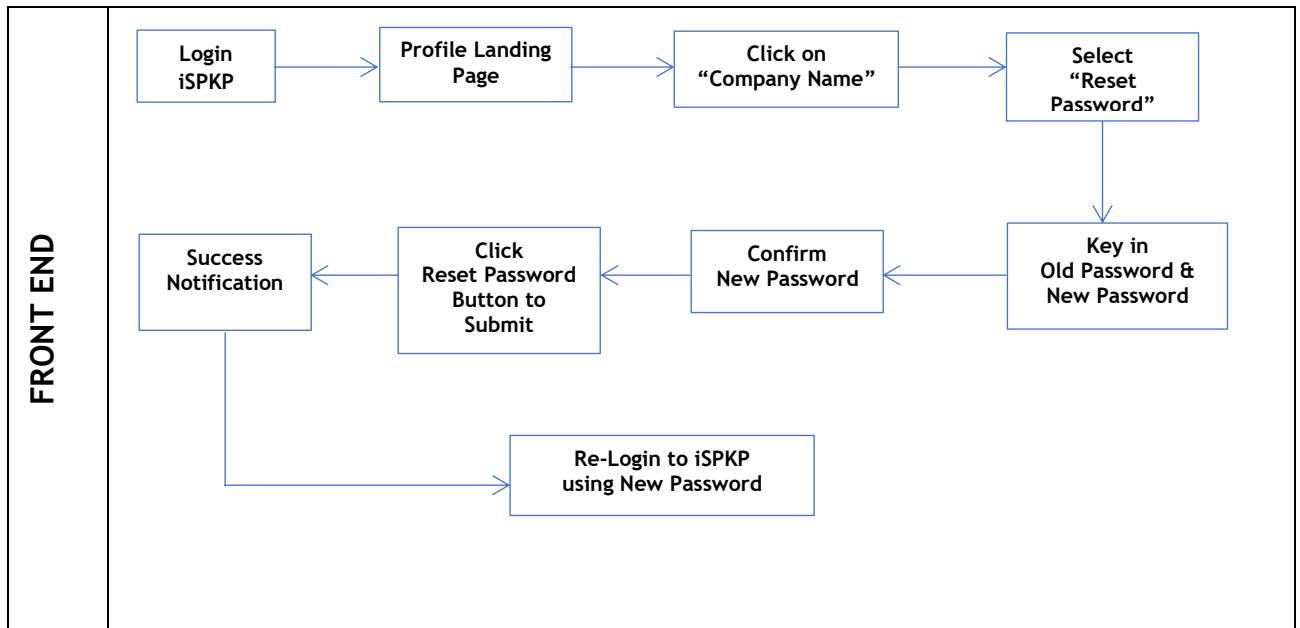 FRONT END
Login
iSPKP
Profile Landing
Page
Click on
“Company Name”
Select
“Reset
Password”
Key in
Old Password &
New Password
Confirm
New Password
Click
Reset Password
Button to
Submit
Success
Notification
Re-Login to iSPKP
using New Password